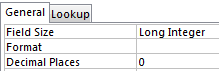 General Lookup
Field Size Long Integer
Format
Decimal Places 0